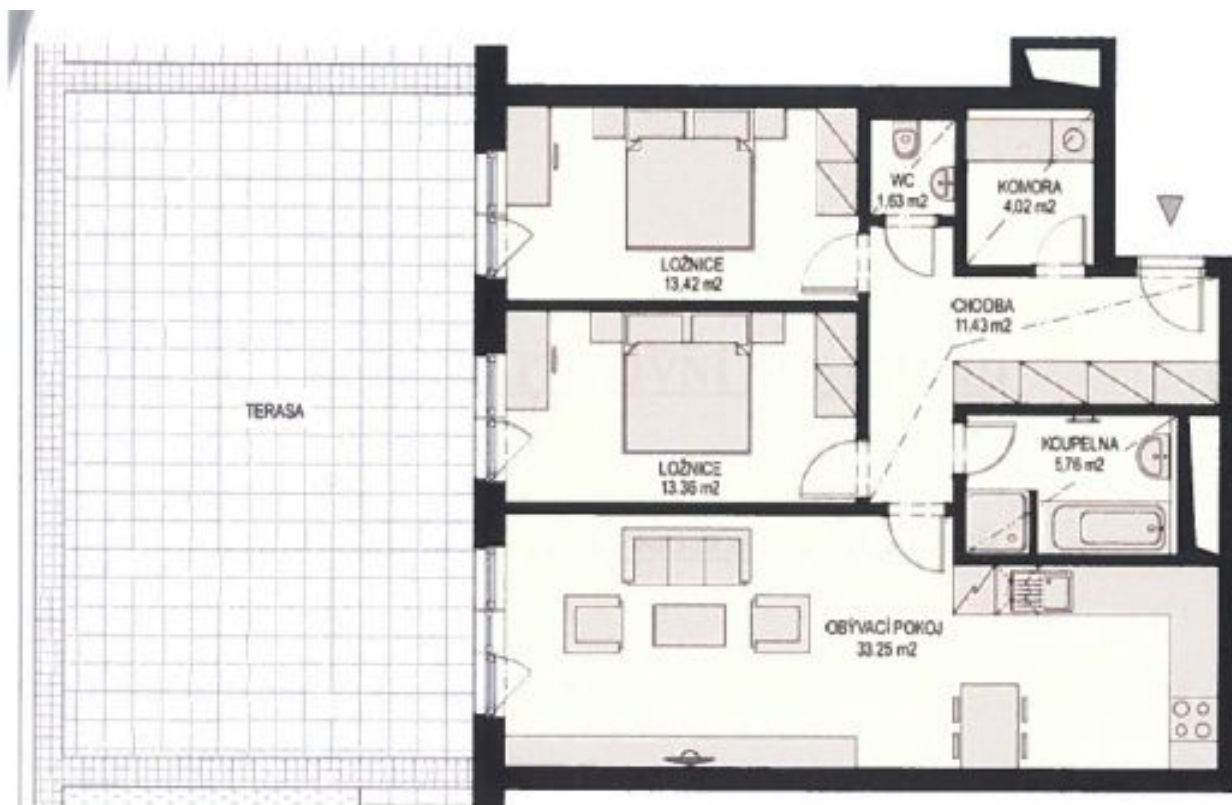 WC
1,63 m2
KOMORA
4,02 m2
LOŽNICE
13,42 m2
CHODBA
11,43 m2
TERASA
KOUPELNA
5,76 m2
LOŽNICE
13,36 m2
OBÝVACÍ POKOJ
33,25 m2